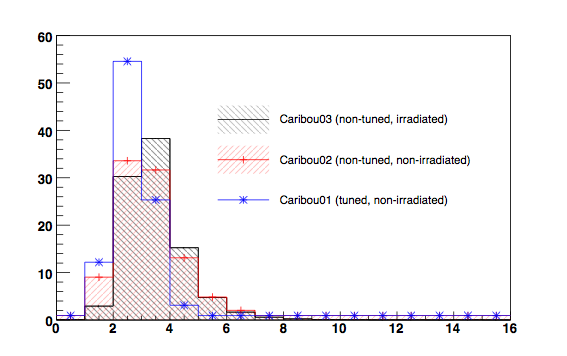 60
50
40
30
20
10
0
Caribou03 (non-tuned, irradiated)
Caribou02 (non-tuned, non-irradiated)
Caribou01 (tuned, non-irradiated)
0 2 4 6 8 10 12 14 16